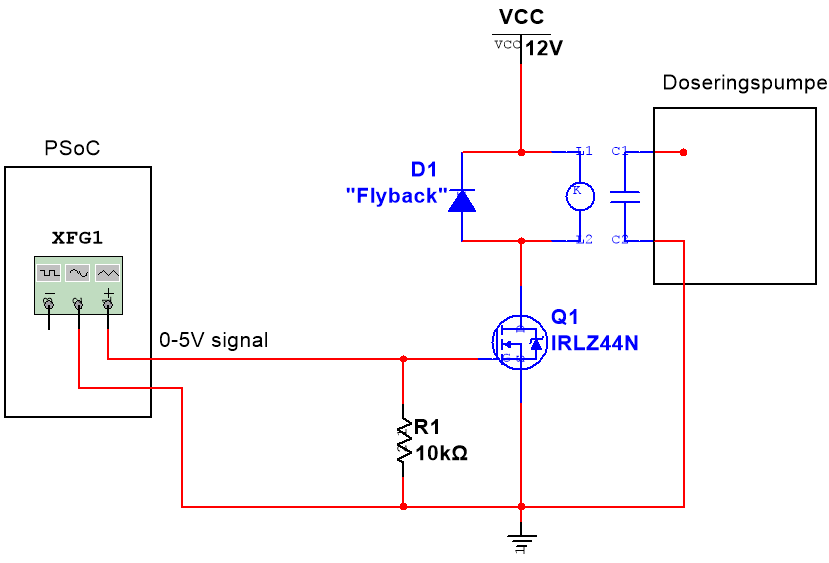 VCC
VCC 12V
Doseringspumpe
PSoC
D1
"Flyback"
L1
C1
K
L2
C2
XFG1
0-5V signal
Q1
IRLZ44N
G
R1
10kΩ